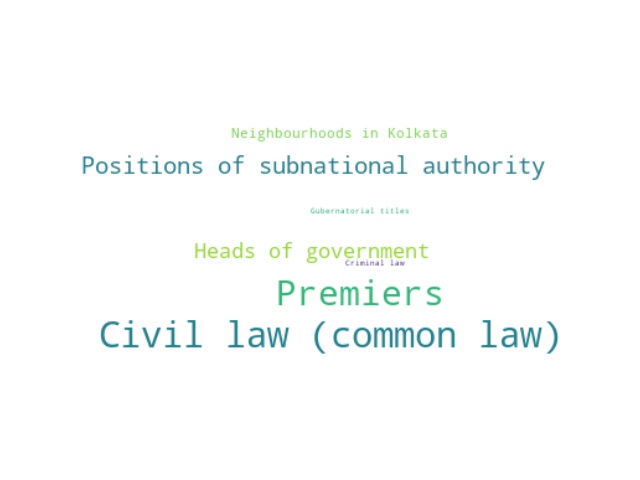 Neighbourhoods in Kolkata
Positions of subnational authority
Gubernatorial titles
Heads of government
Criminal law
Premiers
Civil law (common law)